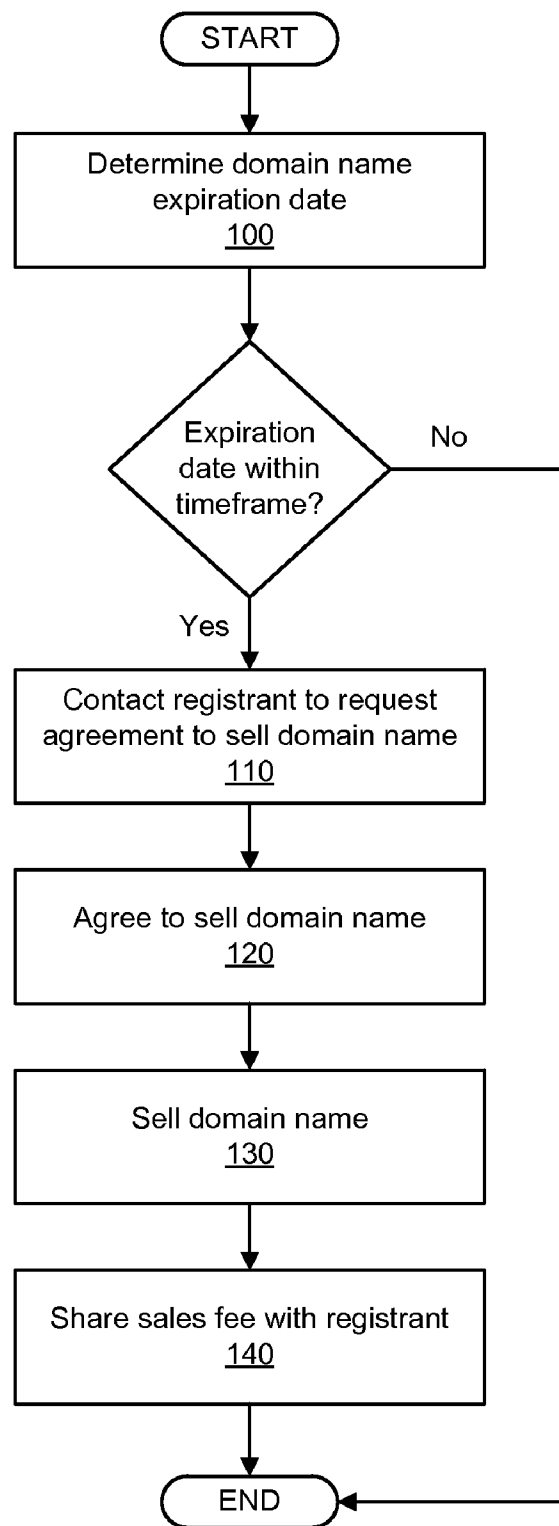 START
Determine domain name
expiration date
100
Expiration
date within
timeframe?
No
Yes
Contact registrant to request
agreement to sell domain name
110
Agree to sell domain name
120
Sell domain name
130
Share sales fee with registrant
140
END